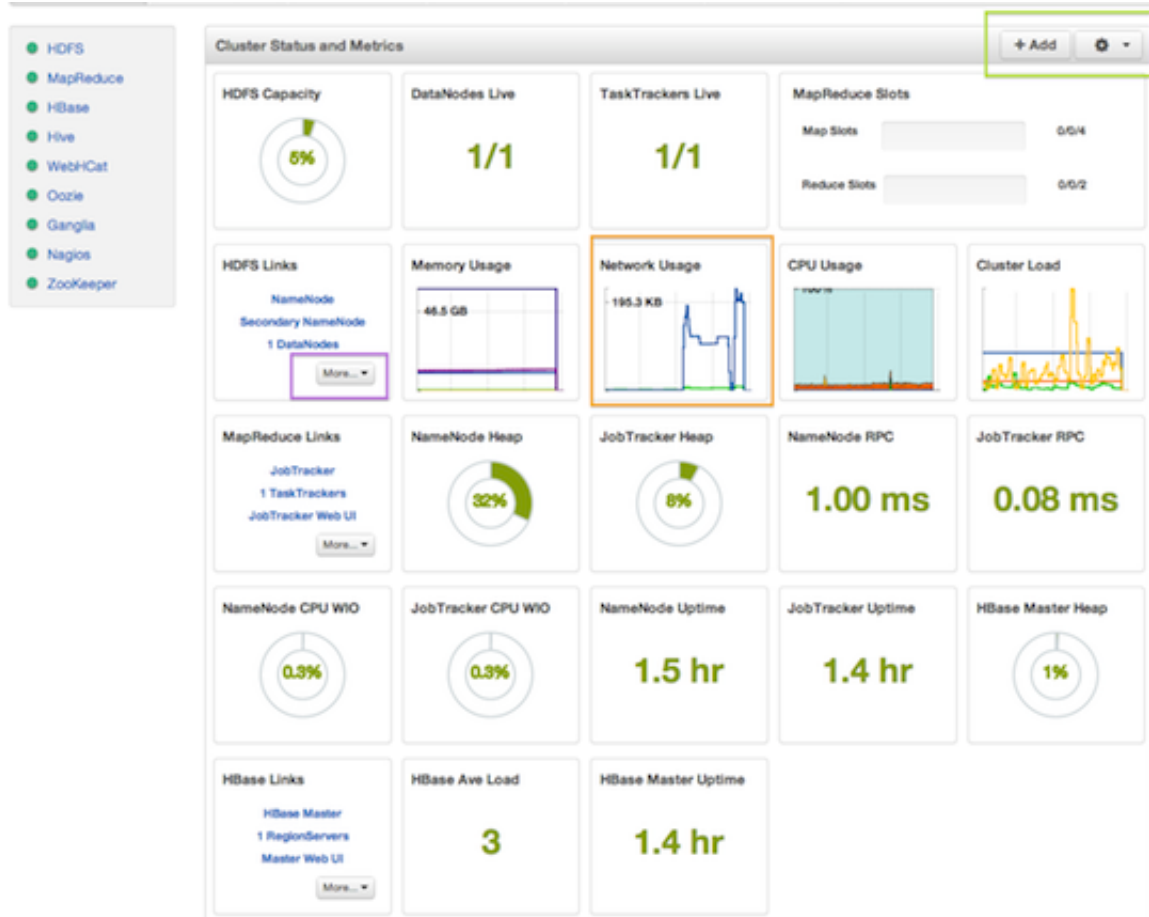 HDFS
MapReduce
HBase
Hive
WebHCat
Oozie
Ganglia
Nagios
ZooKeeper
Cluster Status and Metrics
+ Add
HDFS Capacity
5%
DataNodes Live
1/1
TaskTrackers Live
1/1
MapReduce Slots
Map Slots 0/0/4
Reduce Slots 0/0/2
HDFS Links
NameNode
Secondary NameNode
1 DataNodes
More...
Memory Usage
46.5 GB
Network Usage
195.3 KB
CPU Usage
100%
Cluster Load
MapReduce Links
JobTracker
1 TaskTrackers
JobTracker Web UI
More...
NameNode Heap
32%
JobTracker Heap
8%
NameNode RPC
1.00 ms
JobTracker RPC
0.08 ms
NameNode CPU WIO
0.3%
JobTracker CPU WIO
0.3%
NameNode Uptime
1.5 hr
JobTracker Uptime
1.4 hr
HBase Master Heap
1%
HBase Links
HBase Master
1 RegionServers
Master Web UI
More...
HBase Ave Load
3
HBase Master Uptime
1.4 hr